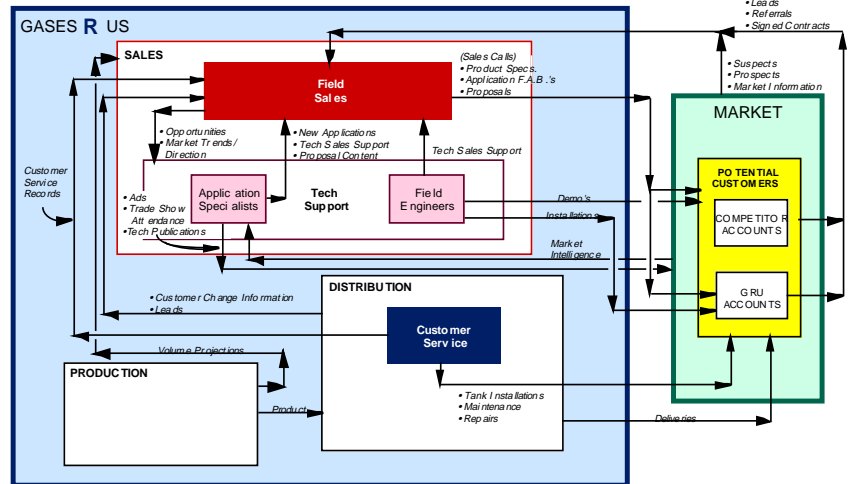 GASES R US
• Leads
• Referrals
• Signed Contracts
SALES
(Sales Calls)
• Product Specs.
• Application F.A.B.'s
• Proposals
• Suspects
• Prospects
• Market Information
Field
Sales
MARKET
• Opportunities
• Market Trends/
Direction
• New Applications
• Tech Sales Support
• Proposal Content
Tech Sales Support
Customer
Service
Records
POTENTIAL
CUSTOMERS
Application
Specialists
Tech
Support
Field
Engineers
• Ads
• Trade Show
Attendance
• Tech Publications
Demo's
Installations
COMPETITOR
ACCOUNTS
Market
Intelligence
DISTRIBUTION
GRU
ACCOUNTS
• Customer Change Information
• Leads
Customer
Service
Volume Projections
PRODUCTION
• Tank Installations
• Maintenance
• Repairs
Product
Deliveries